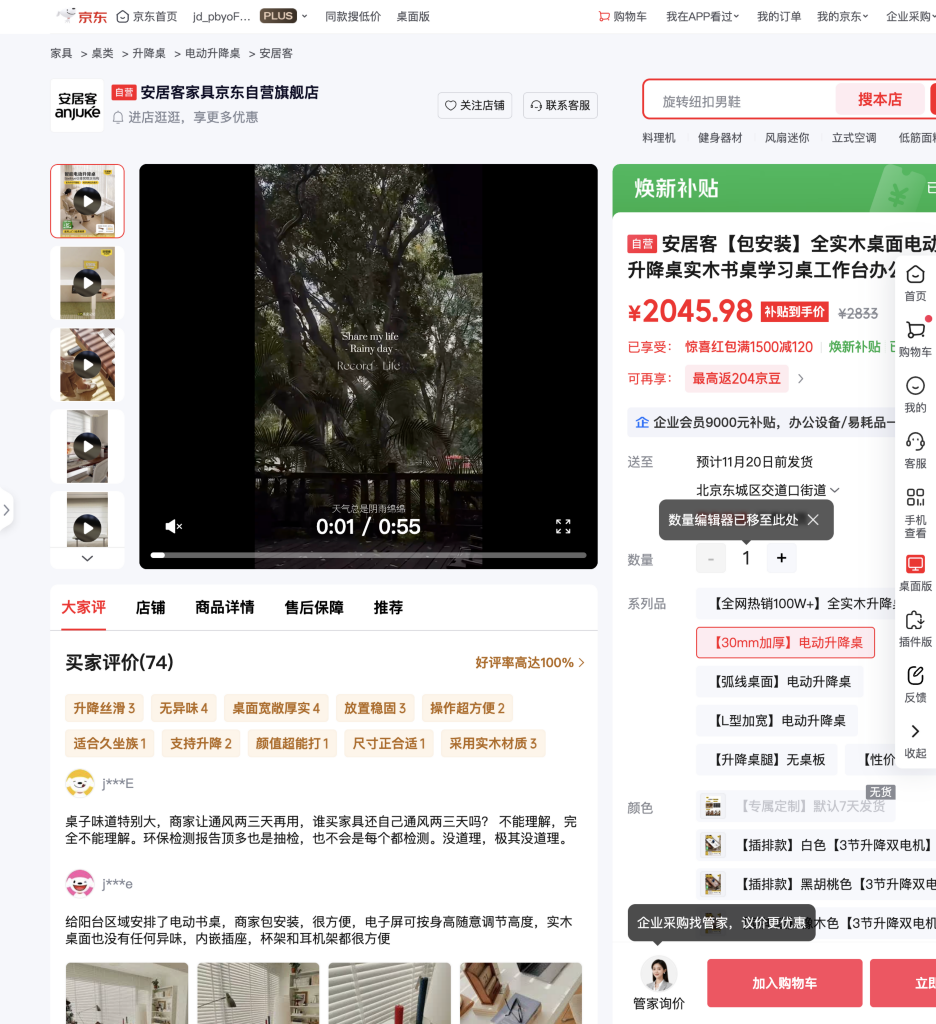 京东
京东首页
jd_pbyoF...
PLUS
同款搜低价
桌面版
购物车
我在APP看过
我的订单
我的京东
企业采购
家具 > 桌类 > 升降桌 > 电动升降桌 > 安居客
安居客
anjuke
自营 安居客家具京东自营旗舰店
进店逛逛，享更多优惠
关注店铺
联系客服
旋转纽扣男鞋
搜本店
料理机
健身器材
风扇迷你
立式空调
低筋面
Share my life
Rainy day
Record Life
天气总是阴雨绵绵
0:01 / 0:55
焕新补贴
自营 安居客【包安装】全实木桌面电动
升降桌实木书桌学习桌工作台办公
¥2045.98 补贴到手价 ¥2833
已享受： 惊喜红包满1500减120 焕新补贴
可再享： 最高返204京豆
企 企业会员9000元补贴，办公设备/易耗品一
送至
预计11月20日前发货
北京东城区交道口街道
数量编辑器已移至此处
数量
- 1 +
系列品
【全网热销100W+】全实木升降
【30mm加厚】电动升降桌
【弧线桌面】电动升降桌
【L型加宽】电动升降桌
【升降桌腿】无桌板
【性价
颜色
无货
【专属定制】默认7天发货
【插排款】白色【3节升降双电机】
【插排款】黑胡桃色【3节升降双电
橡木色【3节升降双电机
企业采购找管家，议价更优惠
管家询价
加入购物车
立即
首页
购物车
我的
客服
手机
查看
桌面版
插件版
反馈
收起
大家评
店铺
商品详情
售后保障
推荐
买家评价(74)
好评率高达100%
升降丝滑 3
无异味 4
桌面宽敞厚实 4
放置稳固 3
操作超方便 2
适合久坐族 1
支持升降 2
颜值超能打 1
尺寸正合适 1
采用实木材质 3
j***E
桌子味道特别大，商家让通风两三天再用，谁买家具还自己通风两三天吗？ 不能理解，完
全不能理解。环保检测报告顶多也是抽检，也不会是每个都检测。没道理，极其没道理。
j***e
给阳台区域安排了电动书桌，商家包安装，很方便，电子屏可按身高随意调节高度，实木
桌面也没有任何异味，内嵌插座，杯架和耳机架都很方便